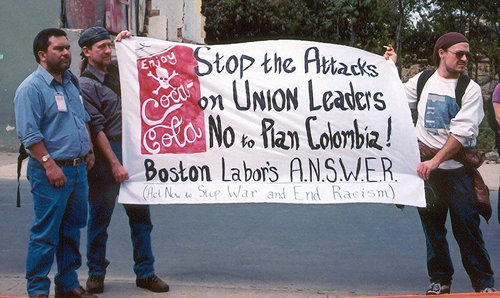 Enjoy
Coca-
Cola
Stop the Attacks
on UNION Leaders
No to Plan Colombia!
Boston Labor's A.N.S.W.E.R.
(Act Now to Stop War and End Racism)